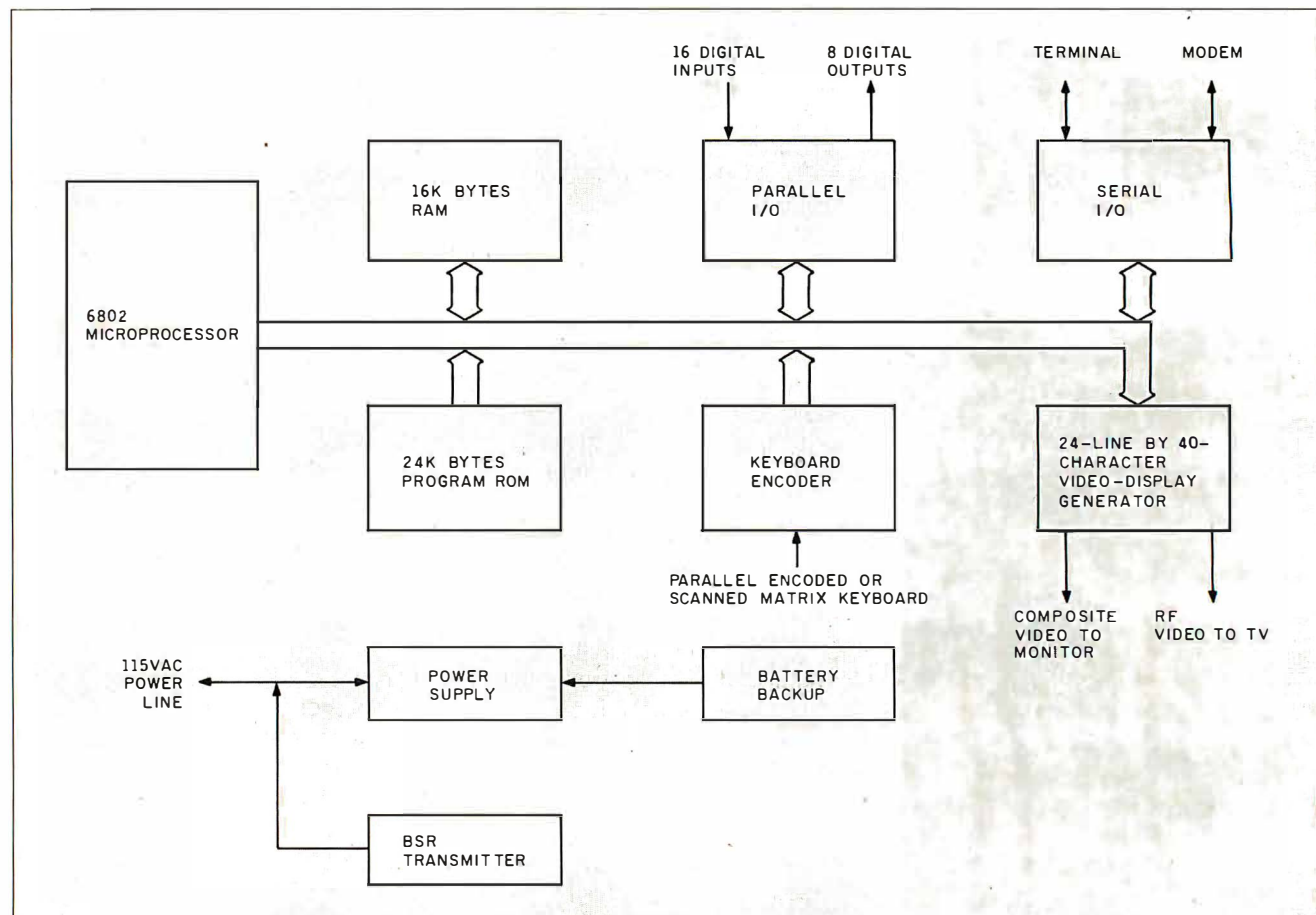 16 DIGITAL
INPUTS
8 DIGITAL
OUTPUTS
TERMINAL
MODEM
16K BYTES
RAM
PARALLEL
I/O
SERIAL
I/O
6802
MICROPROCESSOR
24K BYTES
PROGRAM ROM
KEYBOARD
ENCODER
24-LINE BY 40-
CHARACTER
VIDEO-DISPLAY
GENERATOR
PARALLEL ENCODED OR
SCANNED MATRIX KEYBOARD
COMPOSITE
VIDEO TO
MONITOR
RF
VIDEO TO TV
115VAC
POWER
LINE
POWER
SUPPLY
BATTERY
BACKUP
BSR
TRANSMITTER